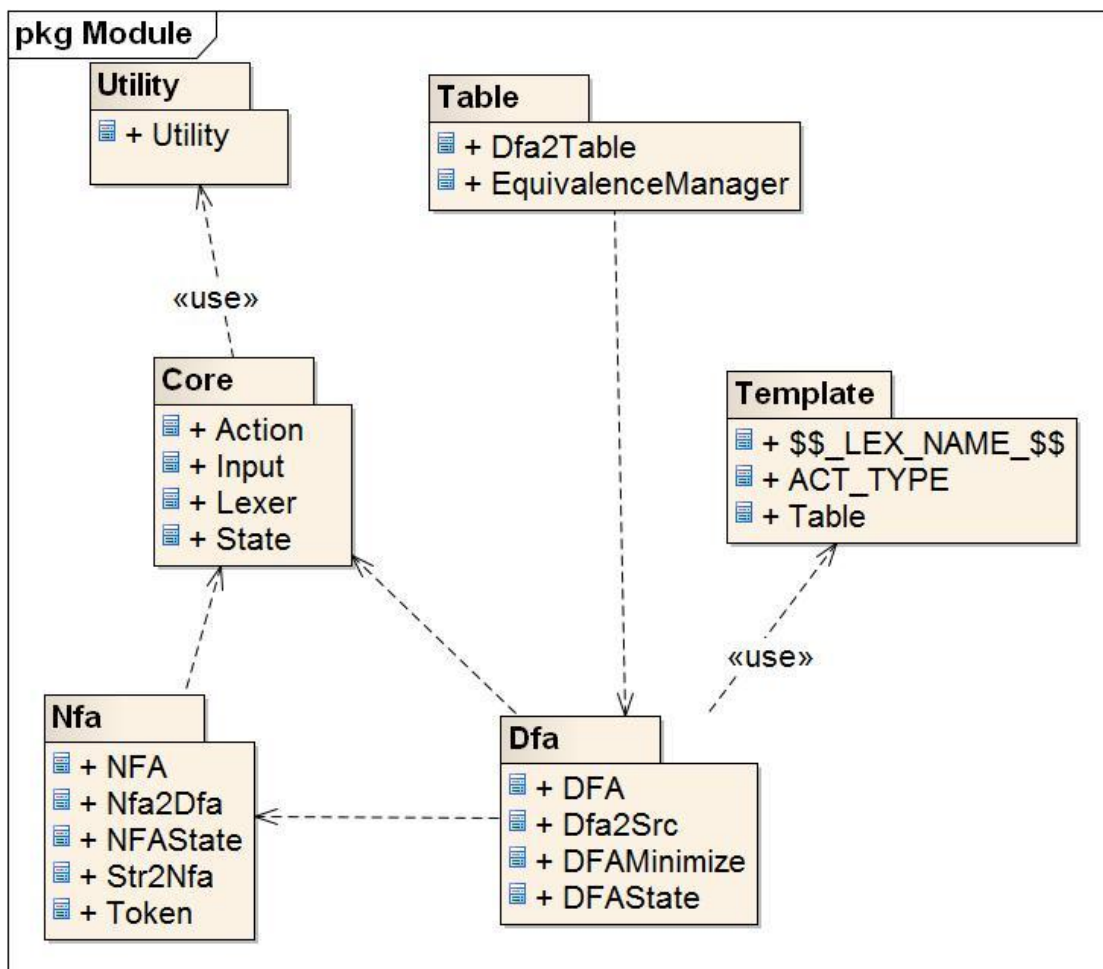 pkg Module
Utility
+ Utility
Table
+ Dfa2Table
+ EquivalenceManager
«use»
Core
+ Action
+ Input
+ Lexer
+ State
Template
+ $$_LEX_NAME_$$
+ ACT_TYPE
+ Table
«use»
Nfa
+ NFA
+ Nfa2Dfa
+ NFAState
+ Str2Nfa
+ Token
Dfa
+ DFA
+ Dfa2Src
+ DFAMinimize
+ DFAState